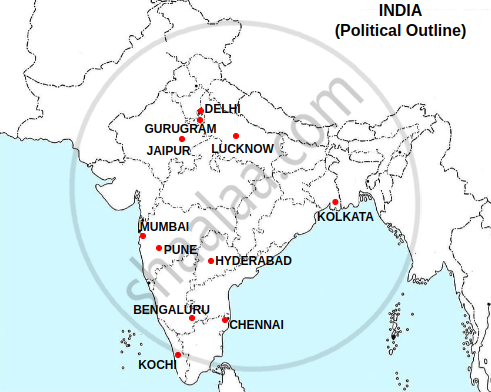 INDIA
(Political Outline)
DELHI
GURUGRAM
JAIPUR
LUCKNOW
KOLKATA
MUMBAI
PUNE
HYDERABAD
BENGALURU
CHENNAI
KOCHI
shaalaa.com